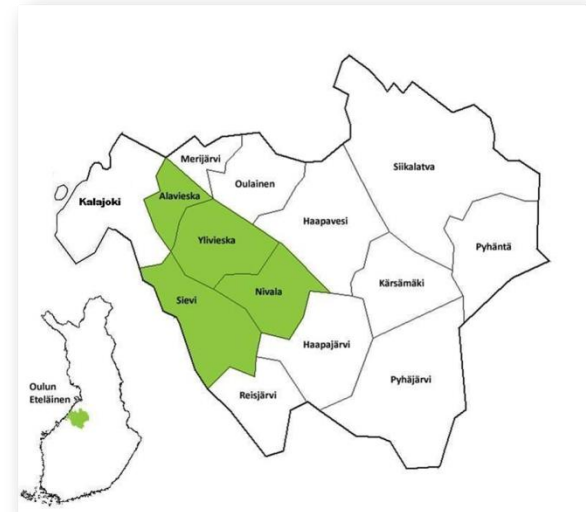 Merijärvi
Siikalatva
Oulainen
Alavieska
Kalajoki
Haapavesi
Ylivieska
Pyhäntä
Kärsämäki
Nivala
Sievi
Haapajärvi
Pyhäjärvi
Oulun
Eteläinen
Reisjärvi